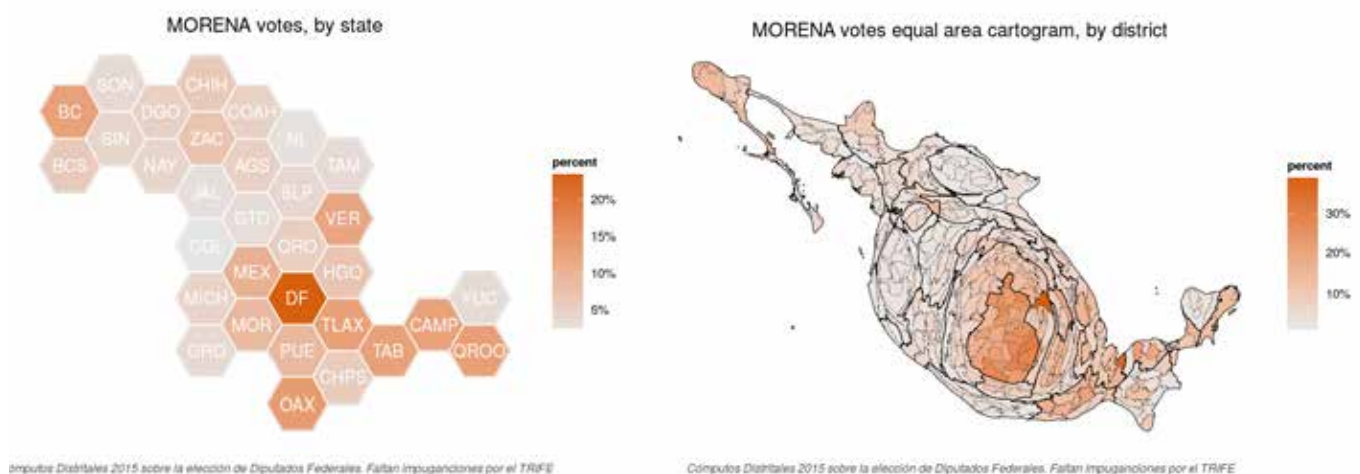 MORENA votes, by state
SON
CHIH
BC
DGO
COAH
SIN
ZAC
NL
BCS
NAY
AGS
TAM
JAL
SLP
GTO
VER
COL
QRO
MEX
HGO
MICH
DF
YUC
MOR
TLAX
CAMP
GRO
PUE
TAB
QROO
CHPS
OAX
percent
20%
15%
10%
5%
omputos Distritales 2015 sobre la elección de Diputados Federales. Faltan impuganciones por el TRIFE
MORENA votes equal area cartogram, by district
percent
30%
20%
10%
Cómputos Distritales 2015 sobre la elección de Diputados Federales. Faltan impuganciones por el TRIFE